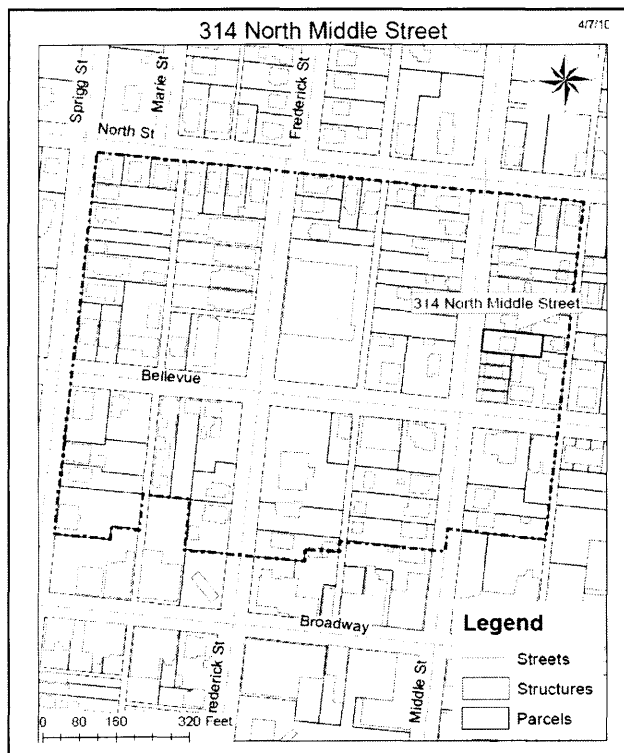 314 North Middle Street
4/7/10
Sprigg St
Marie St
Frederick St
North St
314 North Middle Street
Bellevue
Broadway
Frederick St
Middle St
Legend
Streets
Structures
Parcels
0 80 160 320 Feet